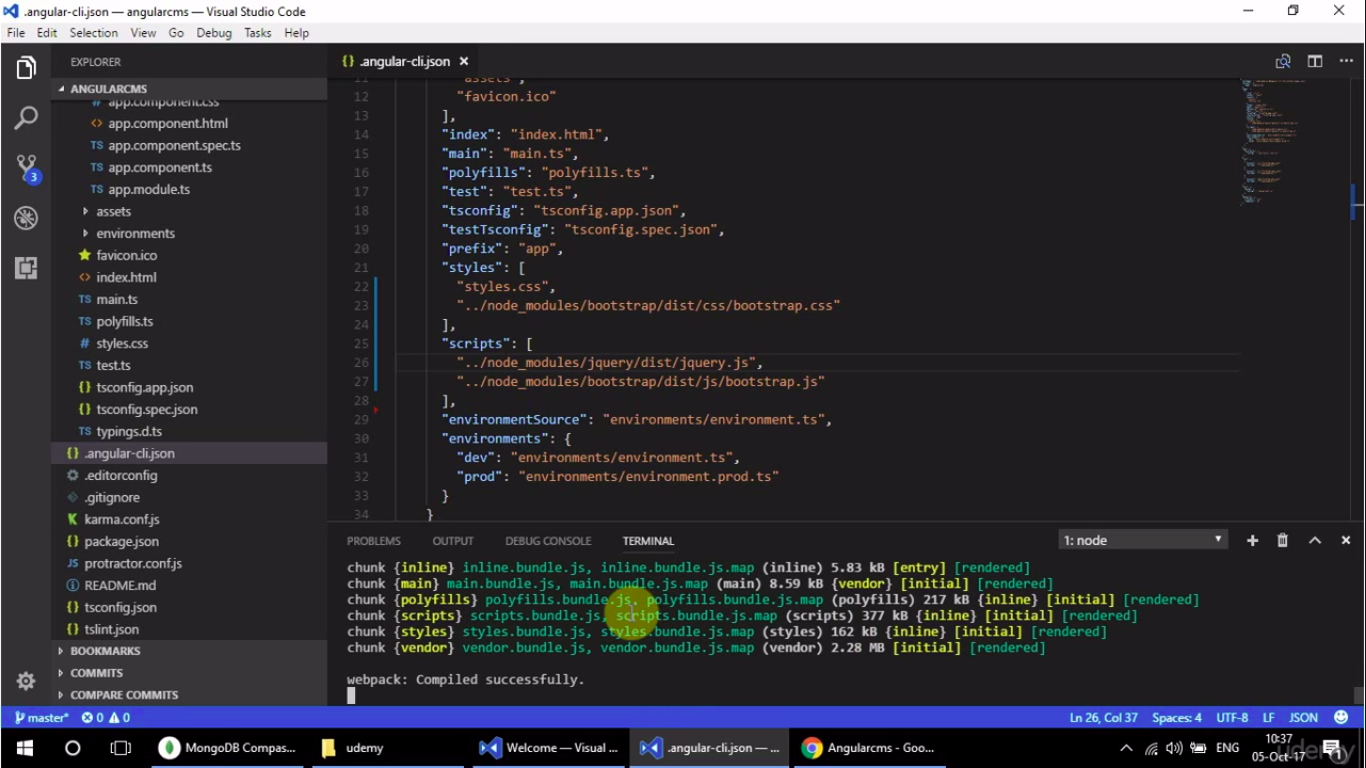 .angular-cli.json — angularcms — Visual Studio Code
File Edit Selection View Go Debug Tasks Help
EXPLORER
.angular-cli.json
ANGULARCMS
app.component.css
app.component.html
app.component.spec.ts
app.component.ts
app.module.ts
assets
environments
favicon.ico
index.html
main.ts
polyfills.ts
styles.css
test.ts
tsconfig.app.json
tsconfig.spec.json
typings.d.ts
.angular-cli.json
.editorconfig
.gitignore
karma.conf.js
package.json
protractor.conf.js
README.md
tsconfig.json
tslint.json
BOOKMARKS
COMMITS
COMPARE COMMITS
3
11 "assets",
12 "favicon.ico"
13 ],
14 "index": "index.html",
15 "main": "main.ts",
16 "polyfills": "polyfills.ts",
17 "test": "test.ts",
18 "tsconfig": "tsconfig.app.json",
19 "testTsconfig": "tsconfig.spec.json",
20 "prefix": "app",
21 "styles": [
22 "styles.css",
23 "../node_modules/bootstrap/dist/css/bootstrap.css"
24 ],
25 "scripts": [
26 "../node_modules/jquery/dist/jquery.js",
27 "../node_modules/bootstrap/dist/js/bootstrap.js"
28 ],
29 "environmentSource": "environments/environment.ts",
30 "environments": {
31 "dev": "environments/environment.ts",
32 "prod": "environments/environment.prod.ts"
33 }
34 }
PROBLEMS OUTPUT DEBUG CONSOLE TERMINAL 1: node
chunk {inline} inline.bundle.js, inline.bundle.js.map (inline) 5.83 kB [entry] [rendered]
chunk {main} main.bundle.js, main.bundle.js.map (main) 8.59 kB {vendor} [initial] [rendered]
chunk {polyfills} polyfills.bundle.js, polyfills.bundle.js.map (polyfills) 217 kB {inline} [initial] [rendered]
chunk {scripts} scripts.bundle.js, scripts.bundle.js.map (scripts) 377 kB {inline} [initial] [rendered]
chunk {styles} styles.bundle.js, styles.bundle.js.map (styles) 162 kB {inline} [initial] [rendered]
chunk {vendor} vendor.bundle.js, vendor.bundle.js.map (vendor) 2.28 MB [initial] [rendered]
webpack: Compiled successfully.
master* 0 0 Ln 26, Col 37 Spaces: 4 UTF-8 LF JSON
MongoDB Compas... udemy Welcome — Visual ... .angular-cli.json — ... Angularcms - Goo... ENG
10:37
05-Oct-17
1
udemy